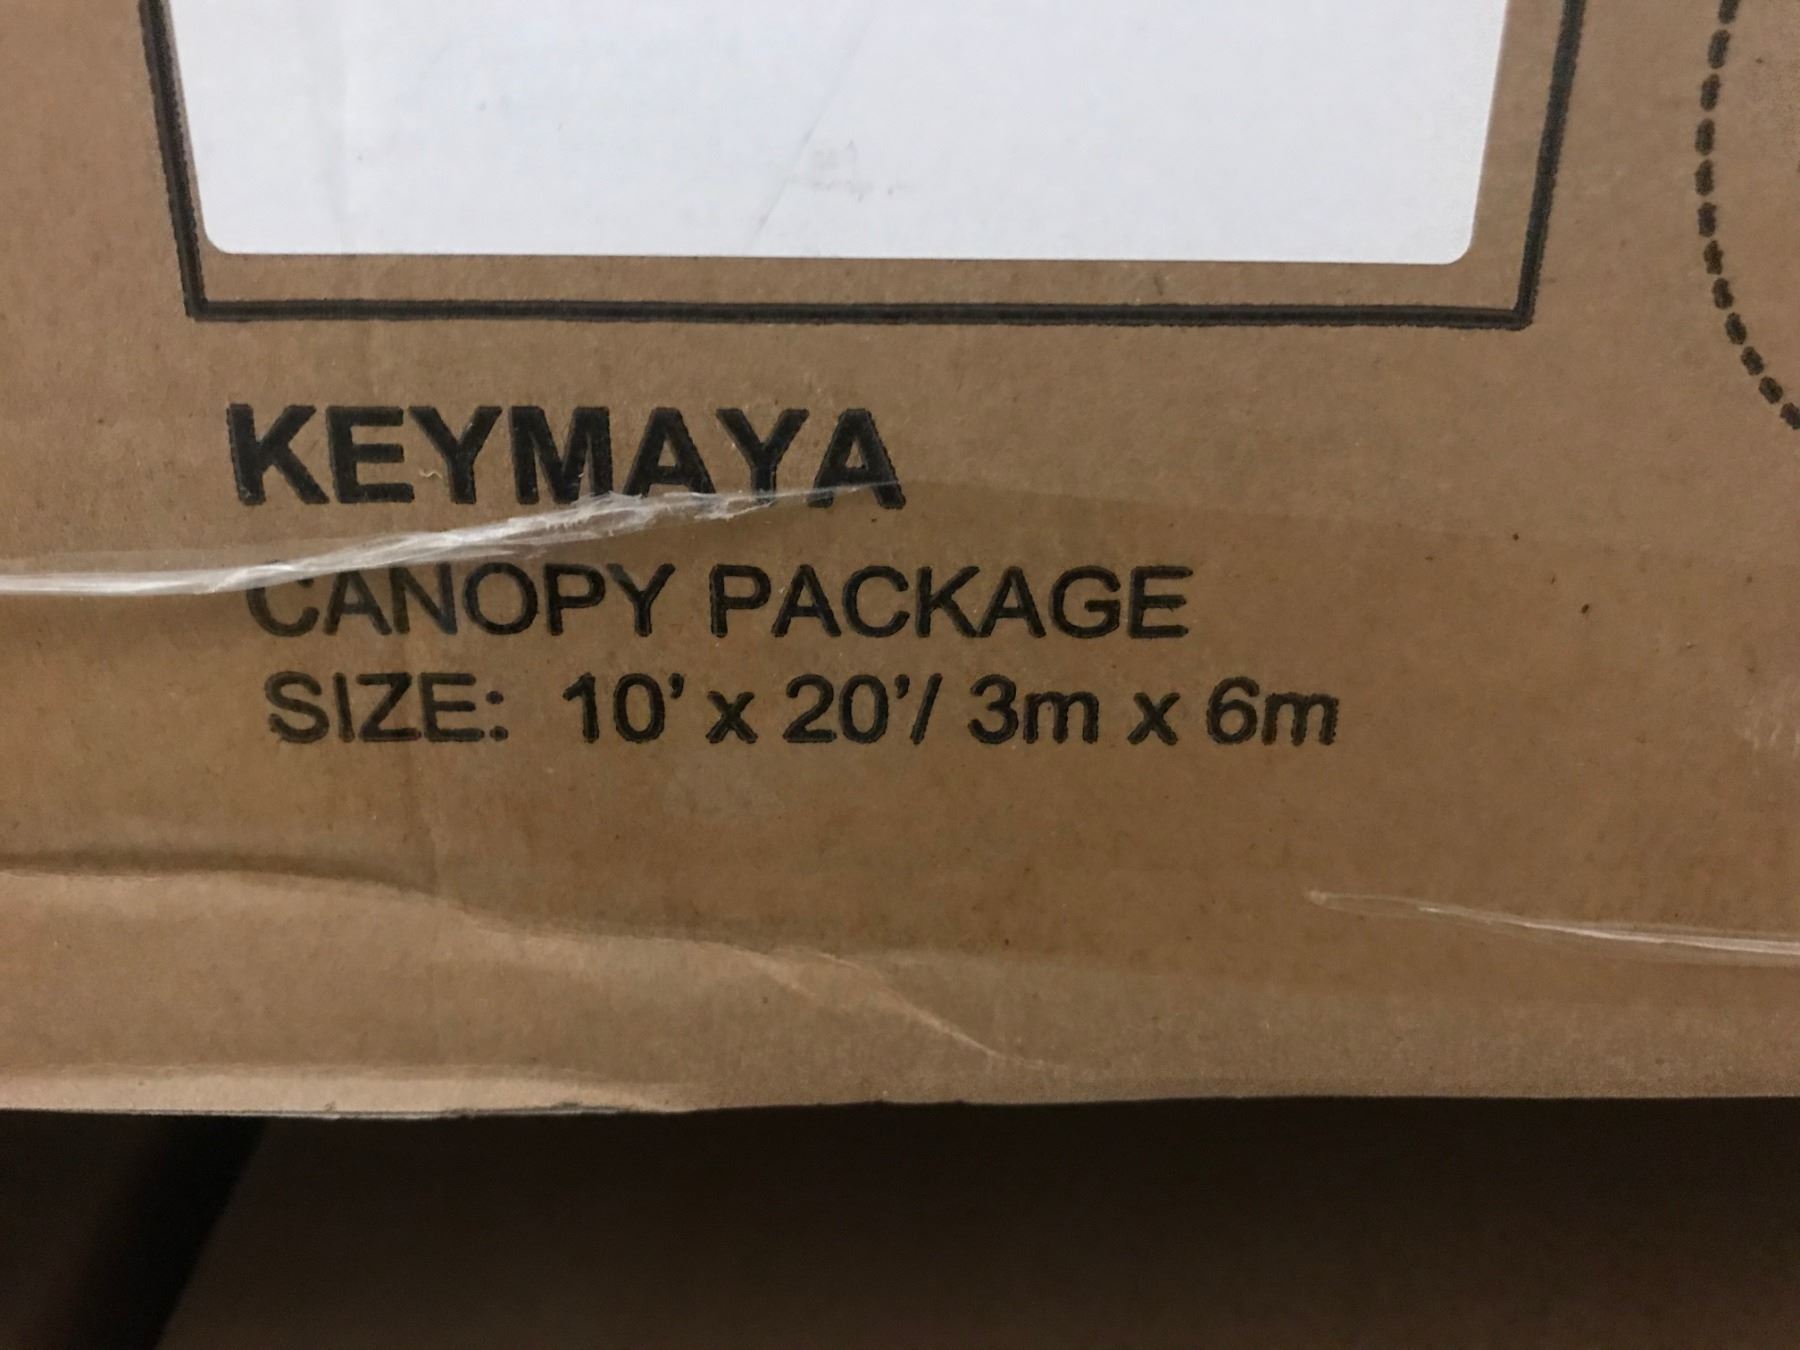 KEYMAYA
CANOPY PACKAGE
SIZE: 10’ x 20’/ 3m x 6m